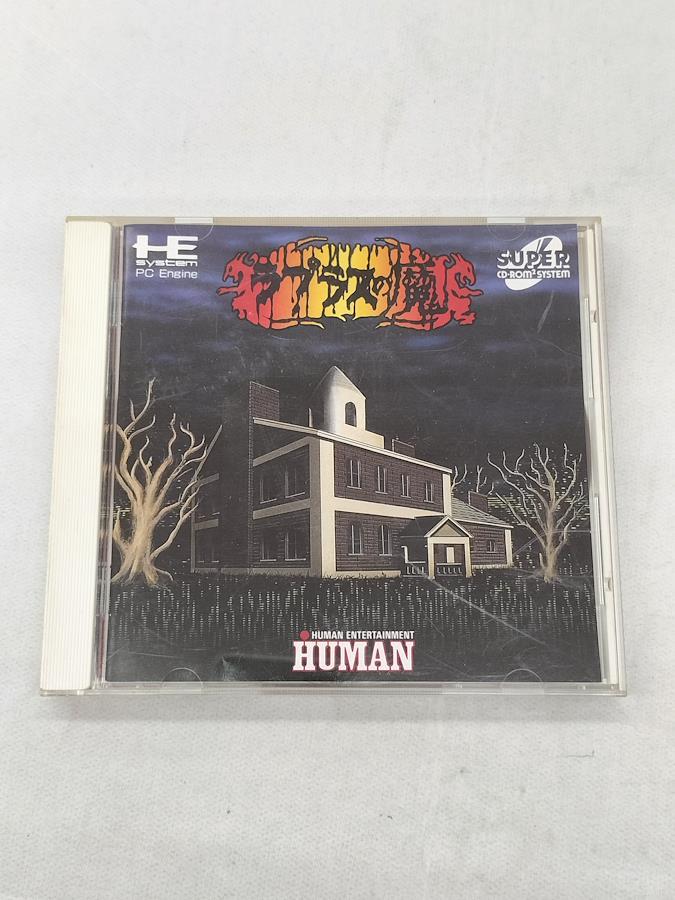 HE
system
PC Engine
ラプラスの魔
SUPER
CD-ROM² SYSTEM
HUMAN ENTERTAINMENT
HUMAN